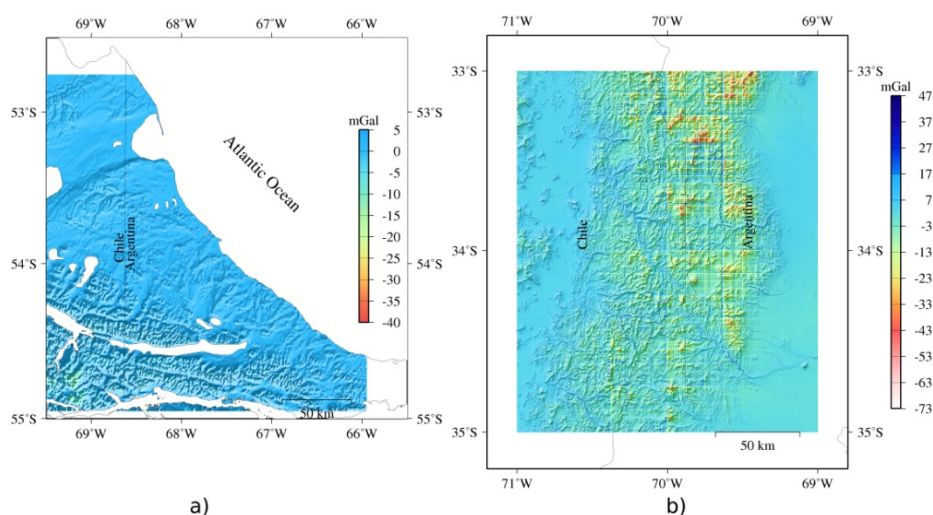 69°W 68°W 67°W 66°W
53°S
54°S
55°S
53°S
54°S
55°S
69°W 68°W 67°W 66°W
Atlantic Ocean
Chile
Argentina
50 km
mGal
5
0
-5
-10
-15
-20
-25
-30
-35
-40
a)
71°W 70°W 69°W
33°S
34°S
35°S
33°S
34°S
35°S
71°W 70°W 69°W
Chile
Argentina
50 km
mGal
47
37
27
17
7
-3
-13
-23
-33
-43
-53
-63
-73
b)